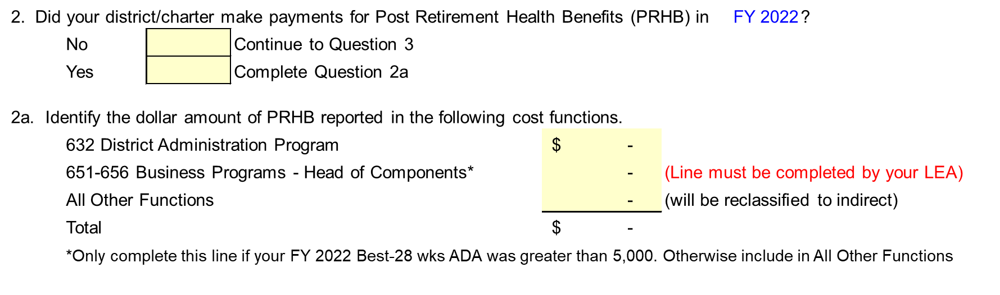 2. Did your district/charter make payments for Post Retirement Health Benefits (PRHB) in FY 2022?
No Continue to Question 3
Yes Complete Question 2a
2a. Identify the dollar amount of PRHB reported in the following cost functions.
632 District Administration Program $ -
651-656 Business Programs - Head of Components* - (Line must be completed by your LEA)
All Other Functions - (will be reclassified to indirect)
Total $ -
*Only complete this line if your FY 2022 Best-28 wks ADA was greater than 5,000. Otherwise include in All Other Functions